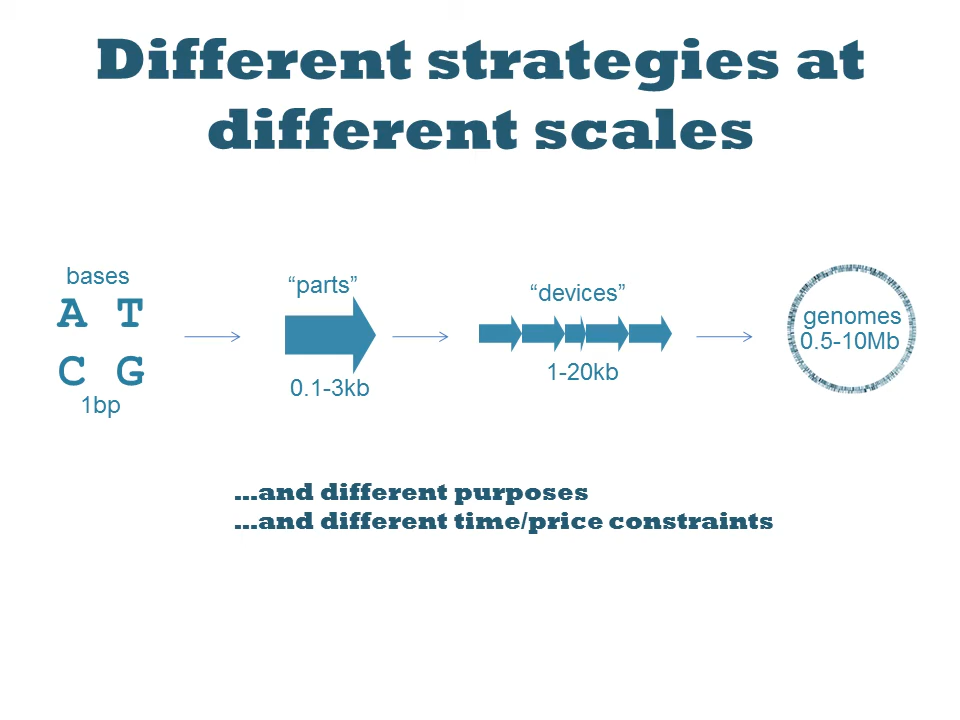 Different strategies at
different scales
bases
A T
C G
1bp
“parts”
0.1-3kb
“devices”
1-20kb
genomes
0.5-10Mb
...and different purposes
...and different time/price constraints